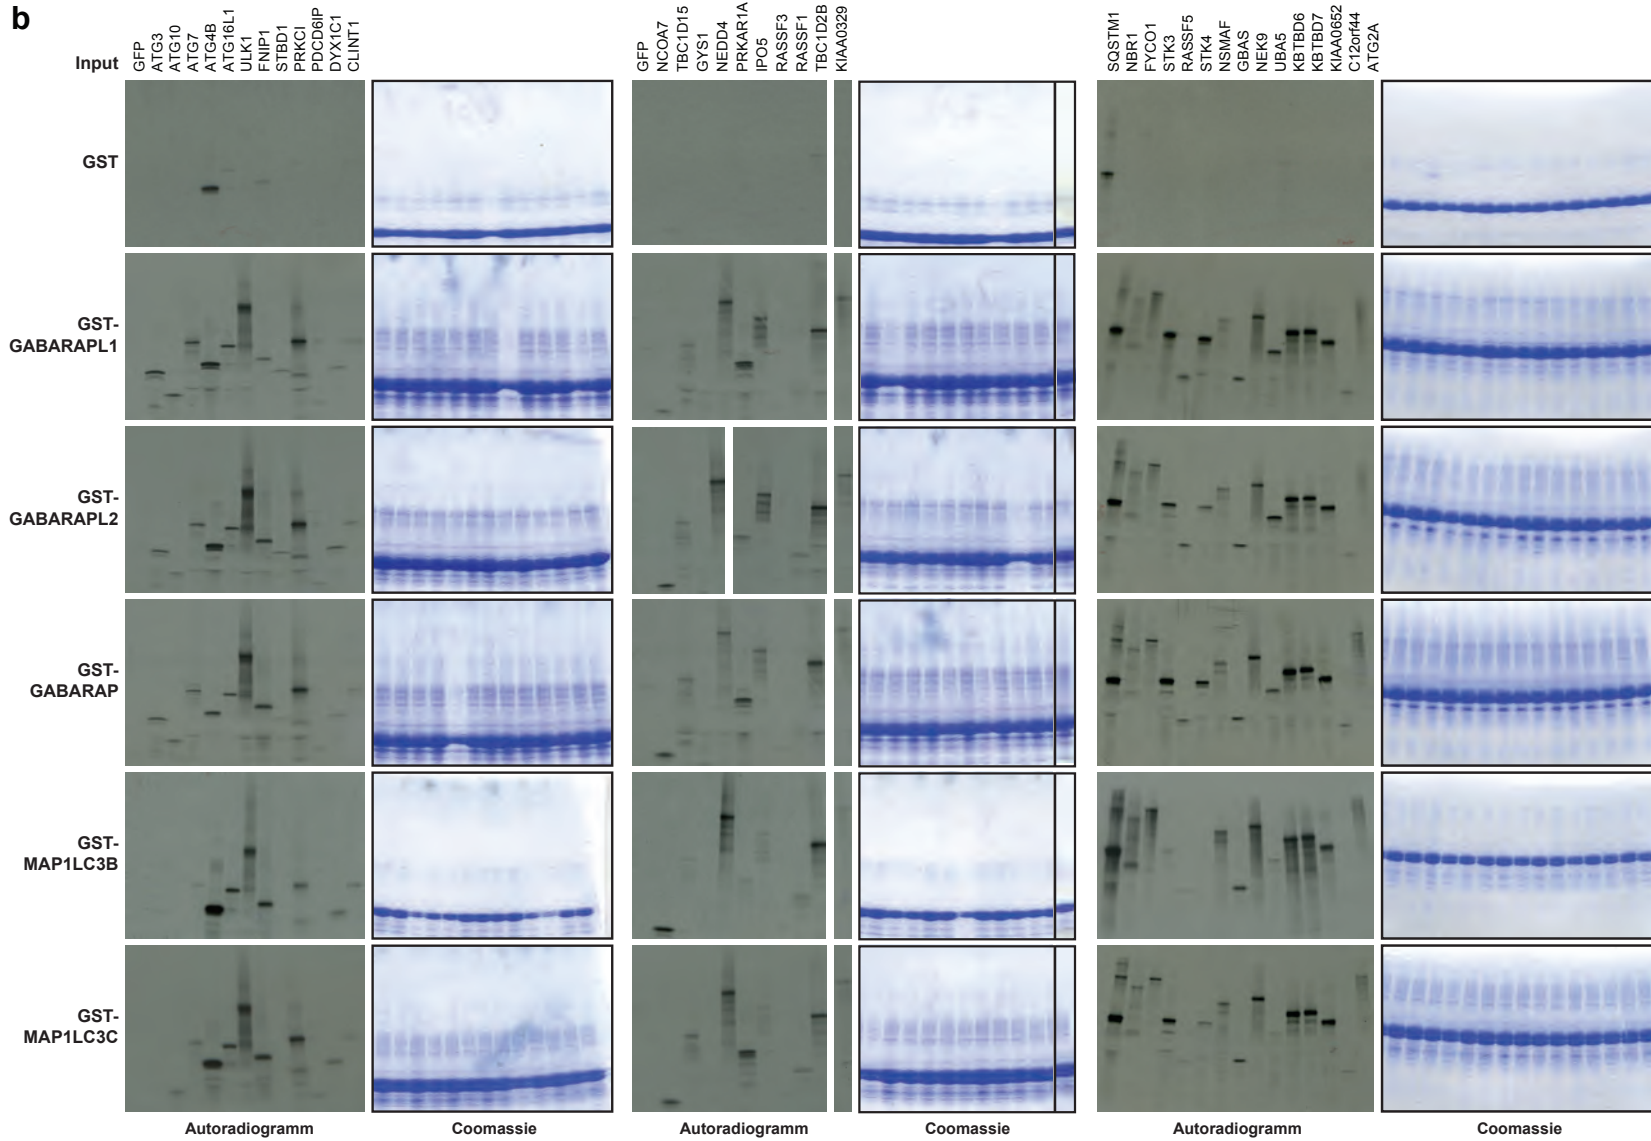 b
Input
GFP
ATG3
ATG10
ATG7
ATG4B
ATG16L1
ULK1
FNIP1
STBD1
PRKCI
PDCD6IP
DYX1C1
CLINT1
GFP
NCOA7
TBC1D15
GYS1
NEDD4
PRKAR1A
IPO5
RASSF3
RASSF1
TBC1D2B
KIAA0329
SQSTM1
NBR1
FYCO1
STK3
RASSF5
STK4
NSMAF
GBAS
NEK9
UBA5
KBTBD6
KBTBD7
KIAA0652
C12orf44
ATG2A
GST
GST-
GABARAPL1
GST-
GABARAPL2
GST-
GABARAP
GST-
MAP1LC3B
GST-
MAP1LC3C
Autoradiogramm
Coomassie
Autoradiogramm
Coomassie
Autoradiogramm
Coomassie